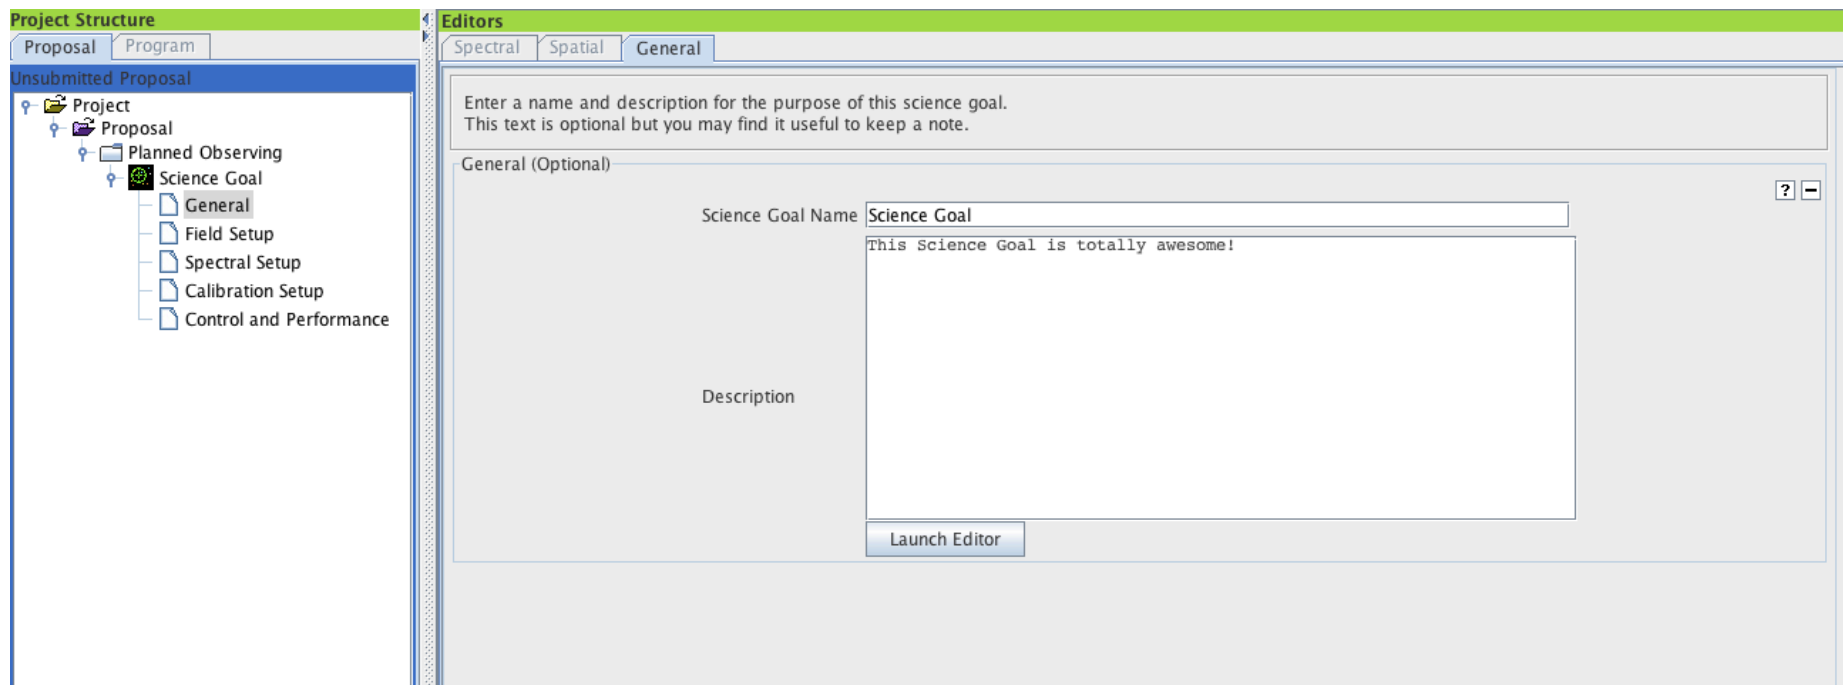 Project Structure
Proposal Program
Unsubmitted Proposal
Project
Proposal
Planned Observing
Science Goal
General
Field Setup
Spectral Setup
Calibration Setup
Control and Performance
Editors
Spectral Spatial General
Enter a name and description for the purpose of this science goal.
This text is optional but you may find it useful to keep a note.
General (Optional)
?
Science Goal Name Science Goal
This Science Goal is totally awesome!
Description
Launch Editor